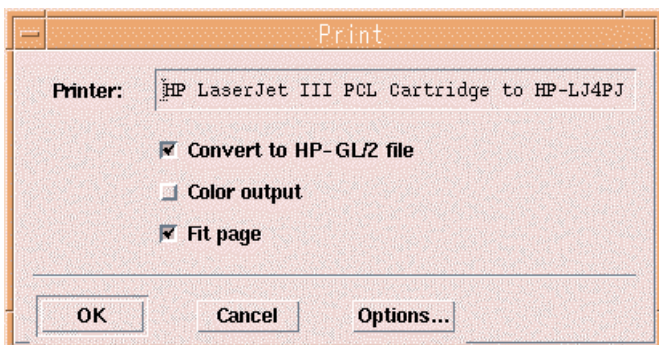 Print
Printer: HP LaserJet III PCL Cartridge to HP-LJ4PJ
Convert to HP-GL/2 file
Color output
Fit page
OK Cancel Options...